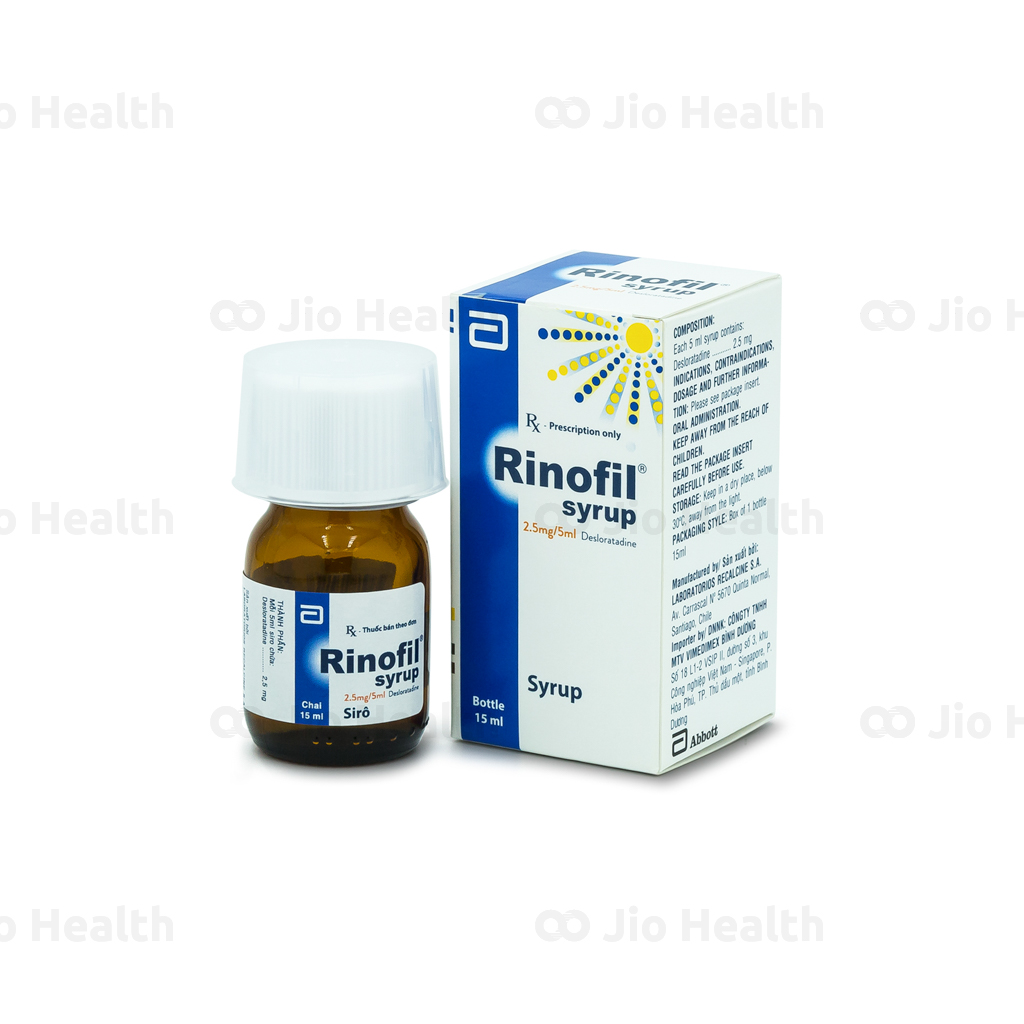 Jio Health
Jio Health
Jio Health
Jio Health
Rinofil
syrup
Rx - Prescription only
Rinofil®
syrup
2.5mg/5ml Desloratadine
Syrup
Bottle
15 ml
COMPOSITION:
Each 5 ml syrup contains:
Desloratadine .......... 2.5 mg
INDICATIONS, CONTRAINDICATIONS,
DOSAGE AND FURTHER INFORMA-
TION: Please see package insert.
ORAL ADMINISTRATION.
KEEP AWAY FROM THE REACH OF
CHILDREN.
READ THE PACKAGE INSERT
CAREFULLY BEFORE USE.
STORAGE: Keep in a dry place, below
30°C, away from the light.
PACKAGING STYLE: Box of 1 bottle
15ml
Manufactured by/ Sản xuất bởi:
LABORATORIOS RECALCINE S.A.
Av. Carrascal N° 5670 Quinta Normal,
Santiago, Chile
Importer by/ DNNK: CÔNGTY TNHH
MTV VIMEDIMEX BÌNH DƯƠNG
Số 18 L1-2 VSIP II, đường số 3, khu
Công nghiệp Việt Nam - Singapore, P.
Hòa Phú, TP. Thủ dầu một, tỉnh Bình
Dương
Abbott
THÀNH PHẦN:
Mỗi 5ml siro chứa:
Desloratadine .......... 2,5 mg
Rx - Thuốc bán theo đơn
Rinofil®
syrup
2.5mg/5ml Desloratadine
Sirô
Chai
15 ml
Jio Health
Jio Health
Jio Health
Jio Health
Jio Health
Jio Health